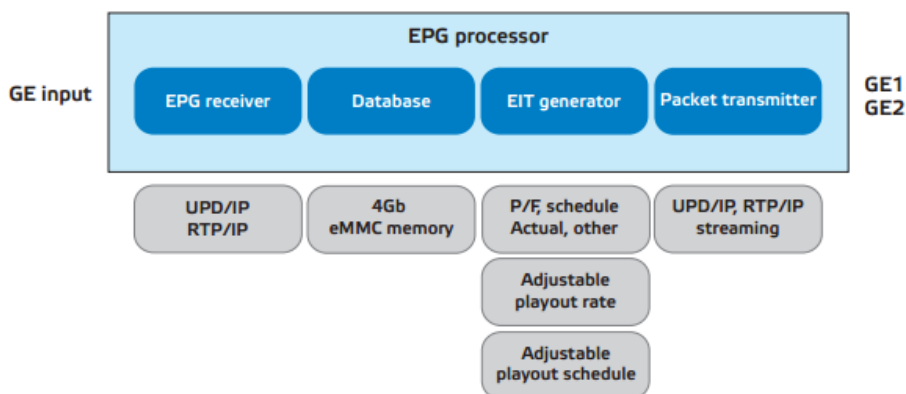 EPG processor
GE input
EPG receiver
Database
EIT generator
Packet transmitter
GE1
GE2
UPD/IP
RTP/IP
4Gb
eMMC memory
P/F, schedule
Actual, other
UPD/IP, RTP/IP
streaming
Adjustable
playout rate
Adjustable
playout schedule